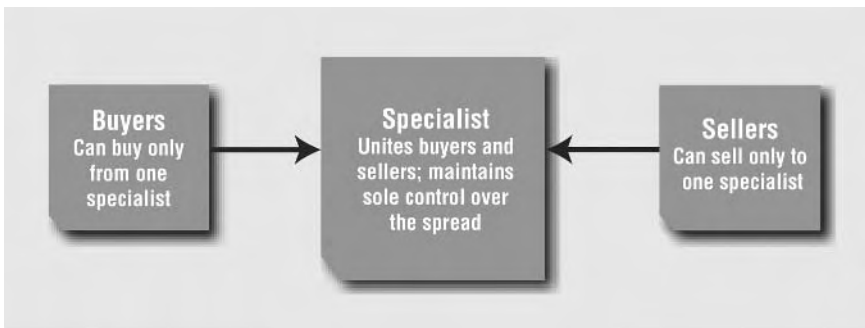 Buyers
Can buy only
from one
specialist
Specialist
Unites buyers and
sellers; maintains
sole control over
the spread
Sellers
Can sell only to
one specialist